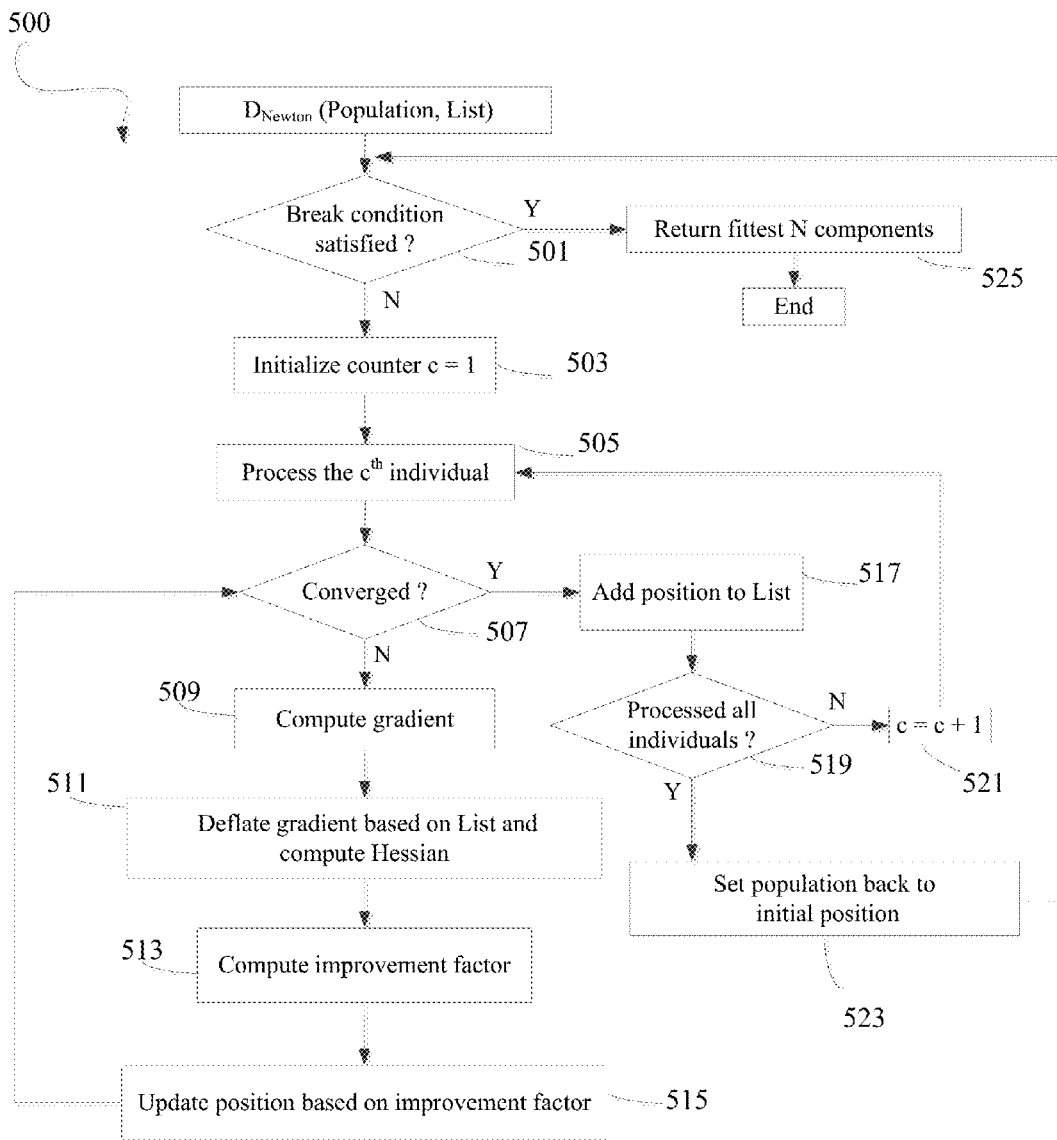 500
D_Newton (Population, List)
Break condition
satisfied ?
Y
501
Return fittest N components
525
End
N
Initialize counter c = 1
503
505
Process the c^th individual
Converged ?
Y
507
Add position to List
517
N
509
Compute gradient
Processed all
individuals ?
N
519
c = c + 1
521
Y
511
Deflate gradient based on List and
compute Hessian
Set population back to
initial position
523
513
Compute improvement factor
Update position based on improvement factor
515